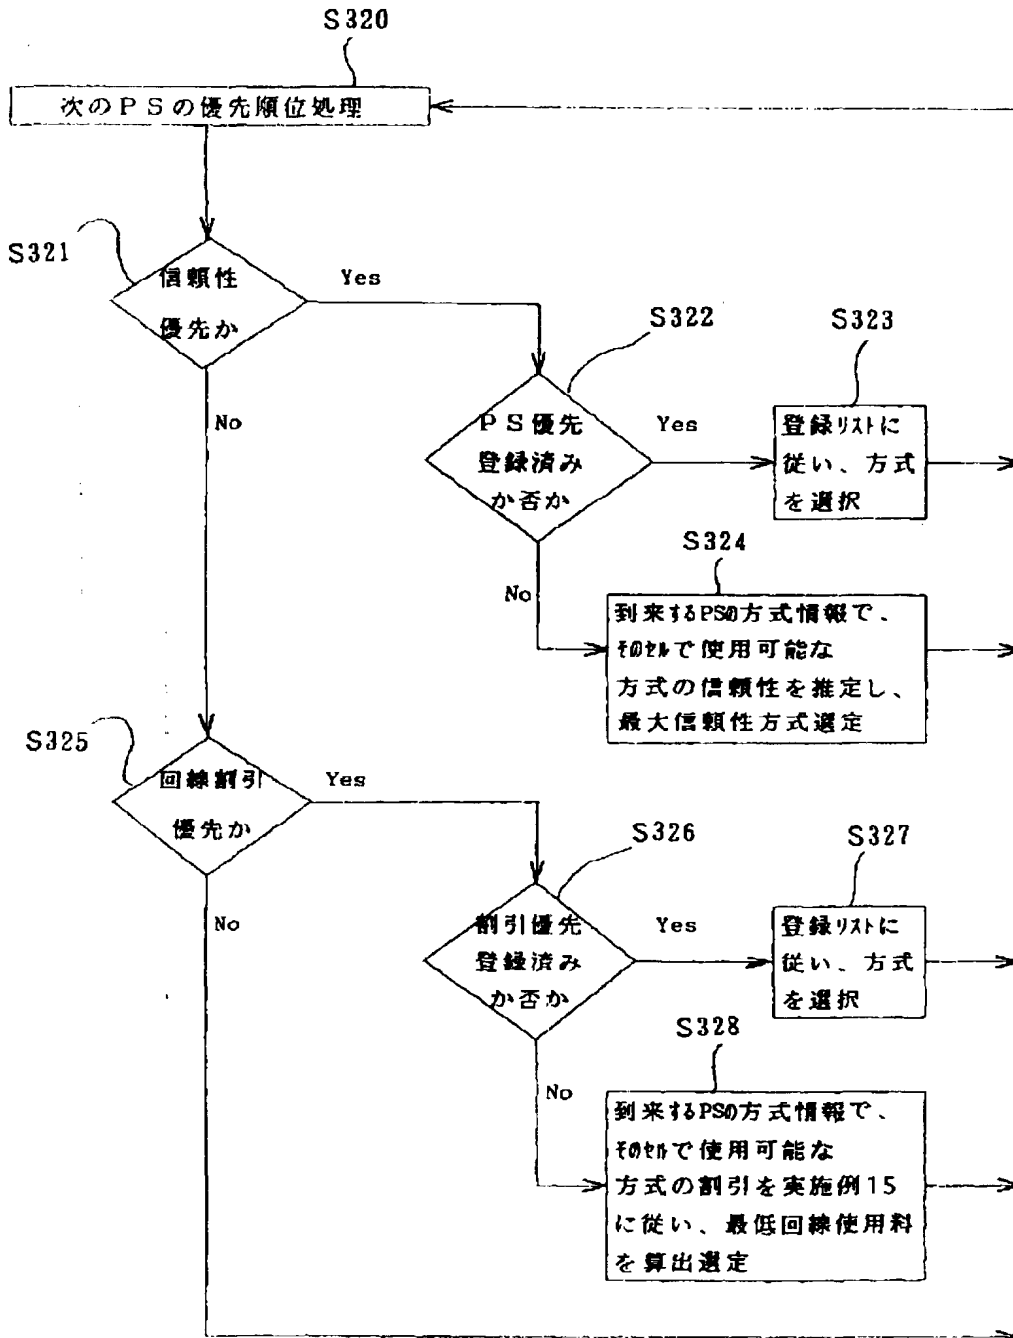 S320
次のPSの優先順位処理
S321
信頼性
優先か
Yes
No
S322
PS優先
登録済み
か否か
Yes
No
S323
登録リストに
従い、方式
を選択
S324
到来するPSの方式情報で、
そのセルで使用可能な
方式の信頼性を推定し、
最大信頼性方式選定
S325
回線割引
優先か
Yes
No
S326
割引優先
登録済み
か否か
Yes
No
S327
登録リストに
従い、方式
を選択
S328
到来するPSの方式情報で、
そのセルで使用可能な
方式の割引を実施例15
に従い、最低回線使用料
を算出選定